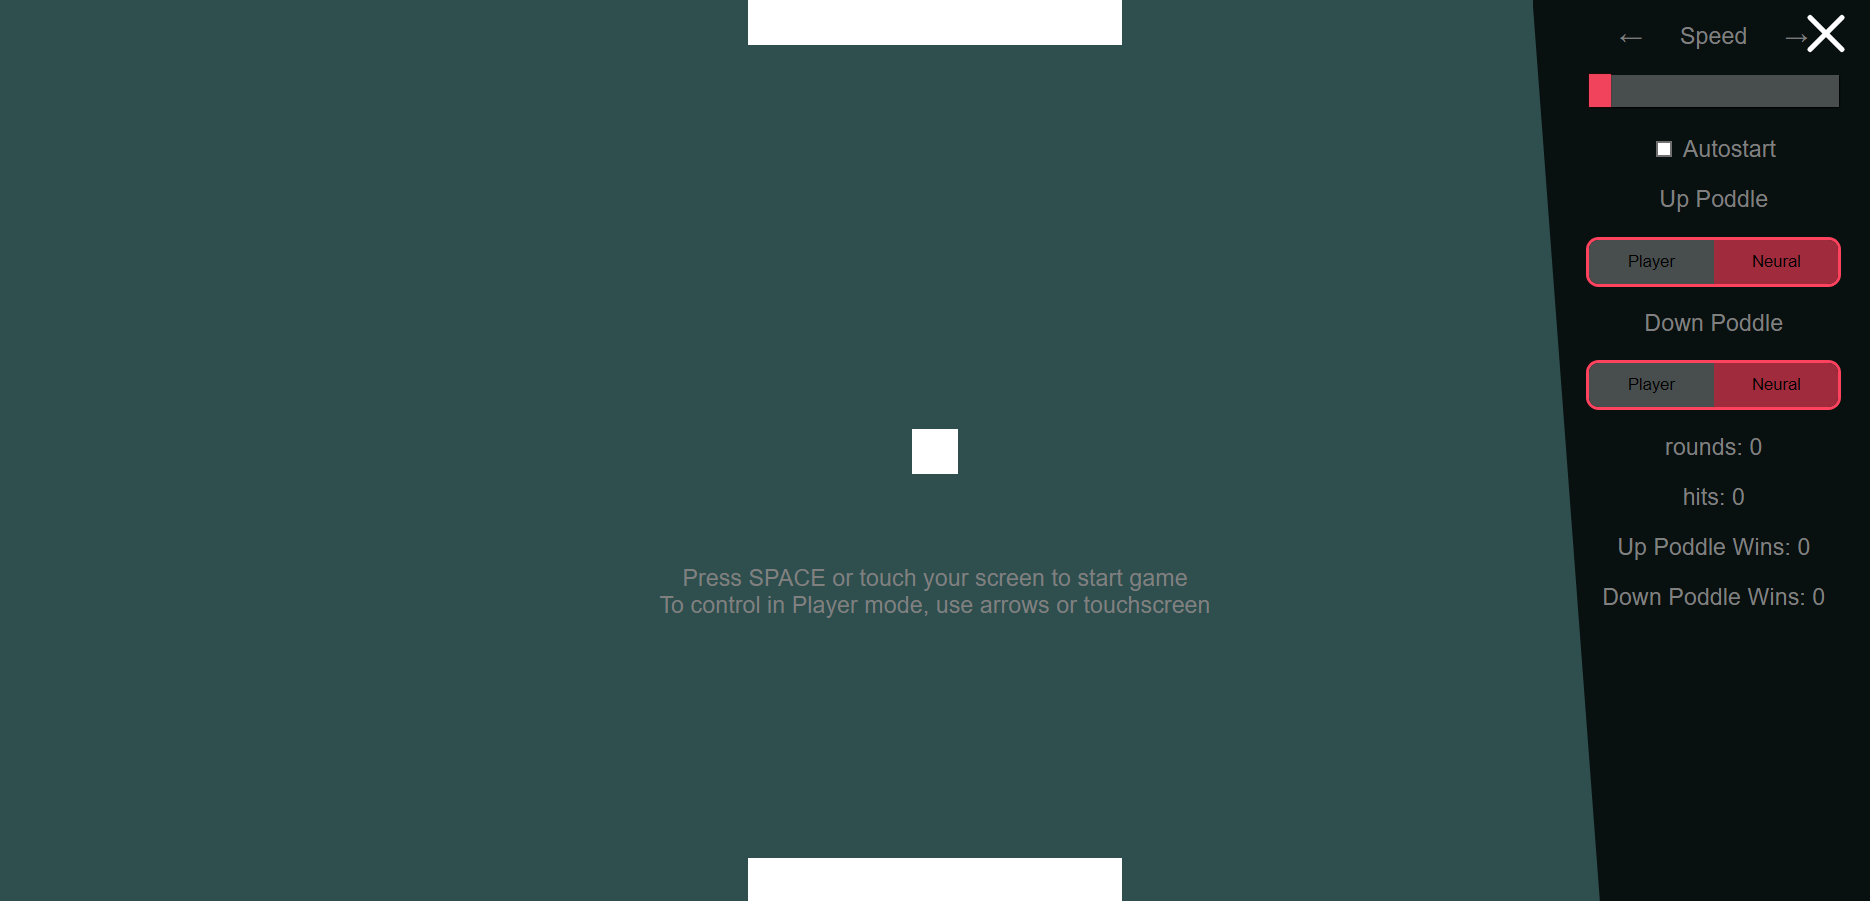 ← Speed →
Autostart
Up Poddle
Player Neural
Down Poddle
Player Neural
rounds: 0
hits: 0
Up Poddle Wins: 0
Down Poddle Wins: 0
Press SPACE or touch your screen to start game
To control in Player mode, use arrows or touchscreen